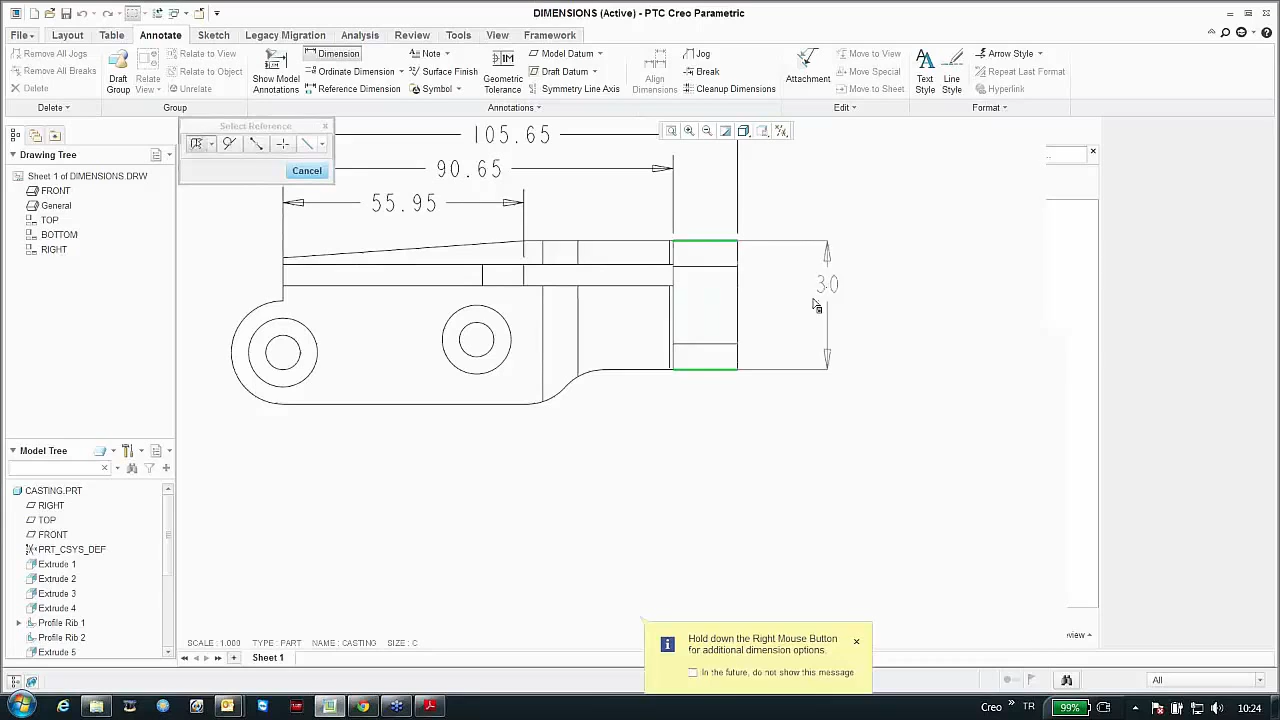 DIMENSIONS (Active) - PTC Creo Parametric
File Layout Table Annotate Sketch Legacy Migration Analysis Review Tools View Framework
Remove All Jogs
Remove All Breaks
Delete
Draft Group
Relate View
Relate to View
Relate to Object
Unrelate
Show Model Annotations
Dimension
Ordinate Dimension
Reference Dimension
Note
Surface Finish
Symbol
Geometric Tolerance
Model Datum
Draft Datum
Symmetry Line Axis
Align Dimensions
Jog
Break
Cleanup Dimensions
Attachment
Move to View
Move Special
Move to Sheet
Text Style
Line Style
Arrow Style
Repeat Last Format
Hyperlink
Delete Group Annotations Edit Format
Select Reference
Cancel
Drawing Tree
Sheet 1 of DIMENSIONS.DRW
FRONT
General
TOP
BOTTOM
RIGHT
105.65
90.65
55.95
30
Model Tree
CASTING.PRT
RIGHT
TOP
FRONT
PRT_CSYS_DEF
Extrude 1
Extrude 2
Extrude 3
Extrude 4
Profile Rib 1
Profile Rib 2
Extrude 5
...
view
SCALE : 1.000 TYPE : PART NAME : CASTING SIZE : C
Sheet 1
Hold down the Right Mouse Button
for additional dimension options.
In the future, do not show this message
All
99%
Creo
TR
10:24